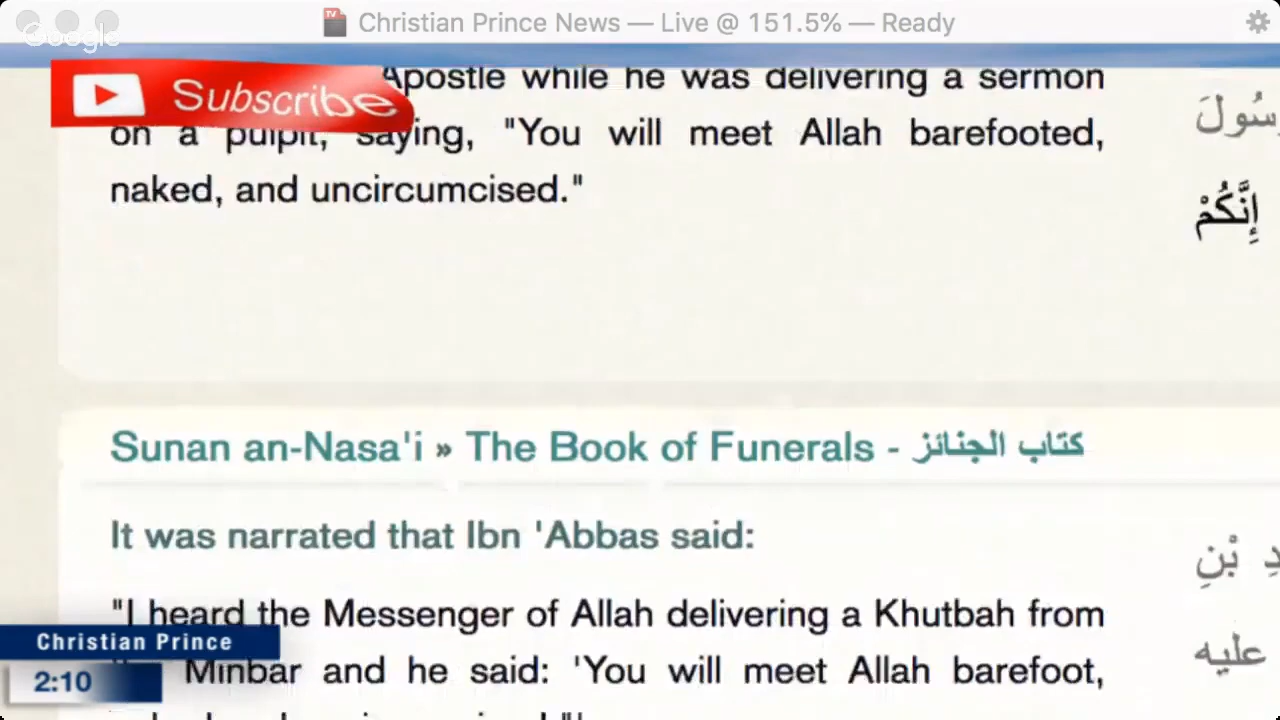 Christian Prince News — Live @ 151.5% — Ready
Google
Subscribe
Apostle while he was delivering a sermon
on a pulpit, saying, "You will meet Allah barefooted,
naked, and uncircumcised."
إِنَّكُمْ
Sunan an-Nasa'i » The Book of Funerals - كتاب الجنائز
It was narrated that Ibn 'Abbas said:
بْنِ
"I heard the Messenger of Allah delivering a Khutbah from
Christian Prince
عليه
Minbar and he said: 'You will meet Allah barefoot,
2:10